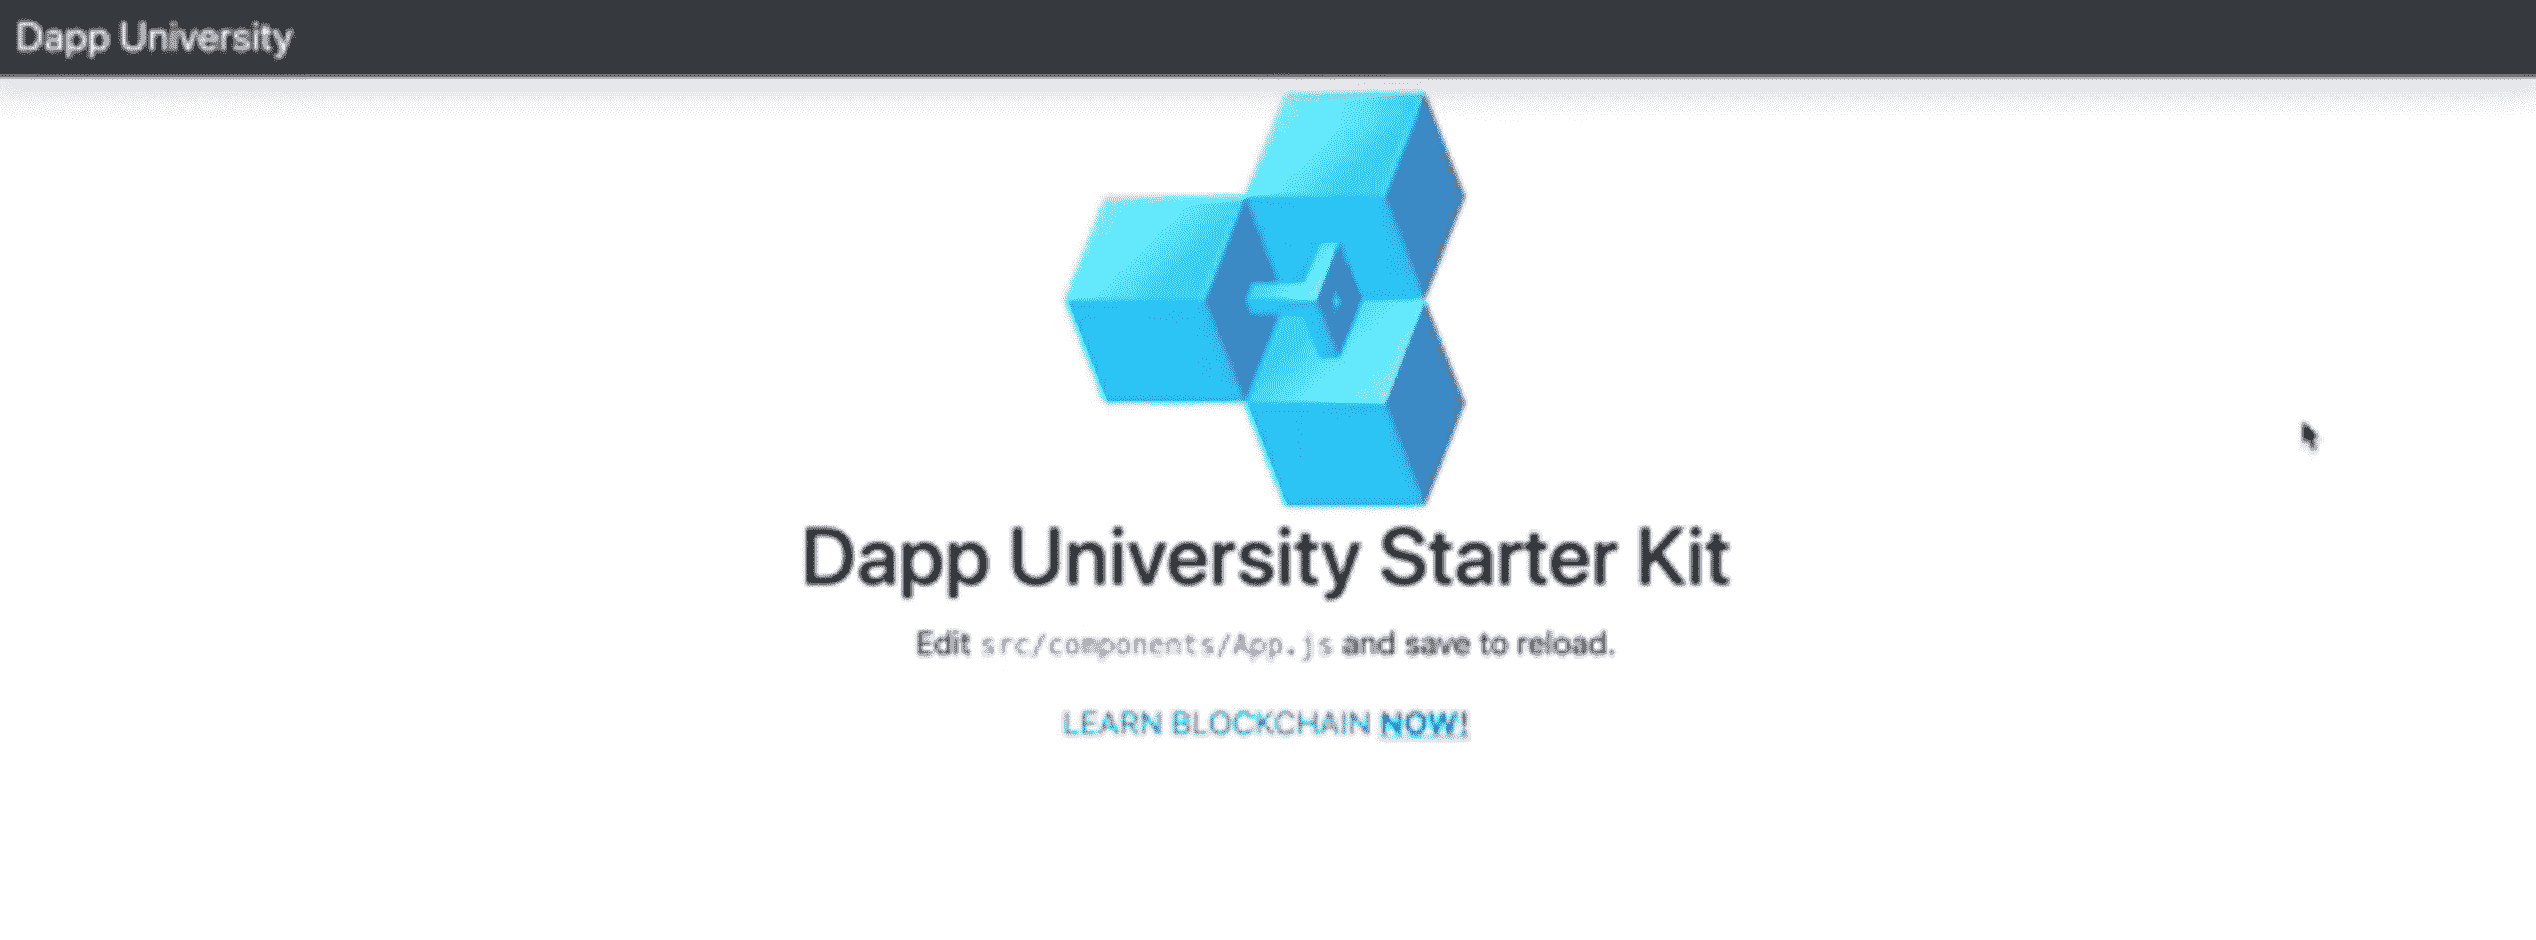 Dapp University
Dapp University Starter Kit
Edit src/components/App.js and save to reload.
LEARN BLOCKCHAIN NOW!